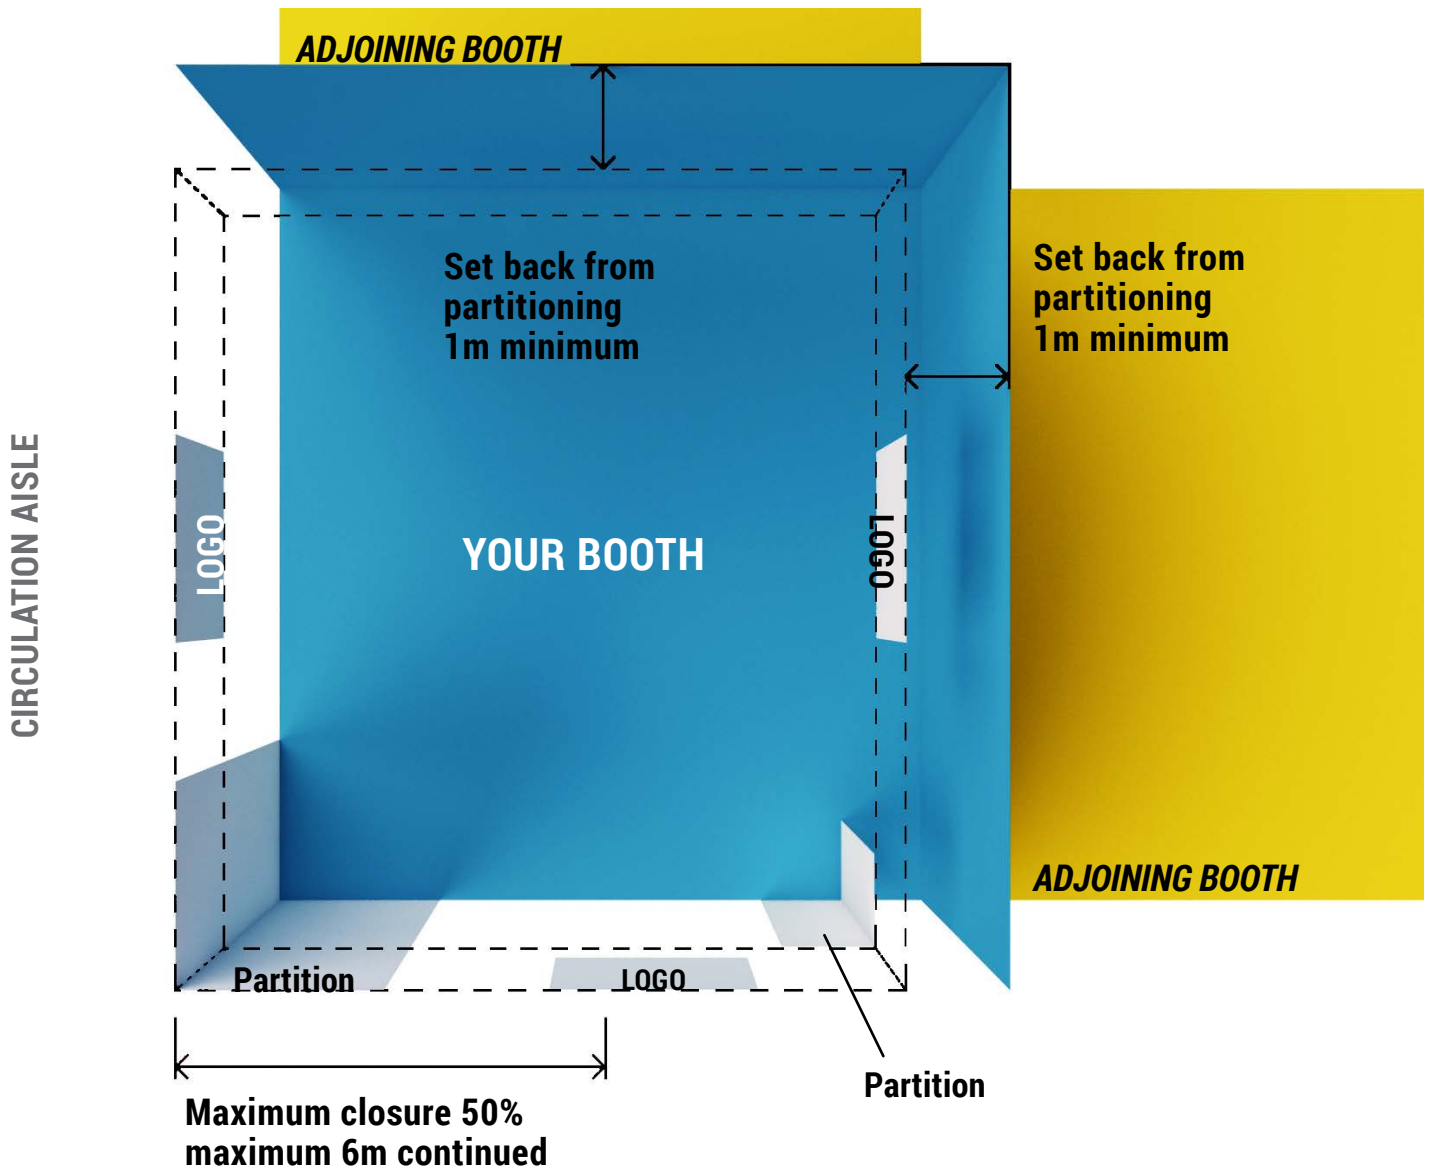 ADJOINING BOOTH
Set back from
partitioning
1m minimum
Set back from
partitioning
1m minimum
CIRCULATION AISLE
LOGO
YOUR BOOTH
LOGO
ADJOINING BOOTH
Partition
LOGO
Partition
Maximum closure 50%
maximum 6m continued